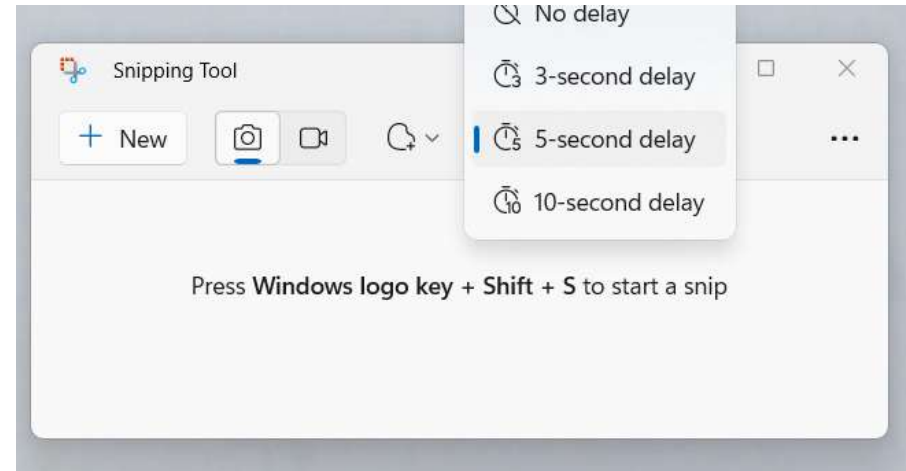 No delay
Snipping Tool
3-second delay
New
5-second delay
10-second delay
Press Windows logo key + Shift + S to start a snip